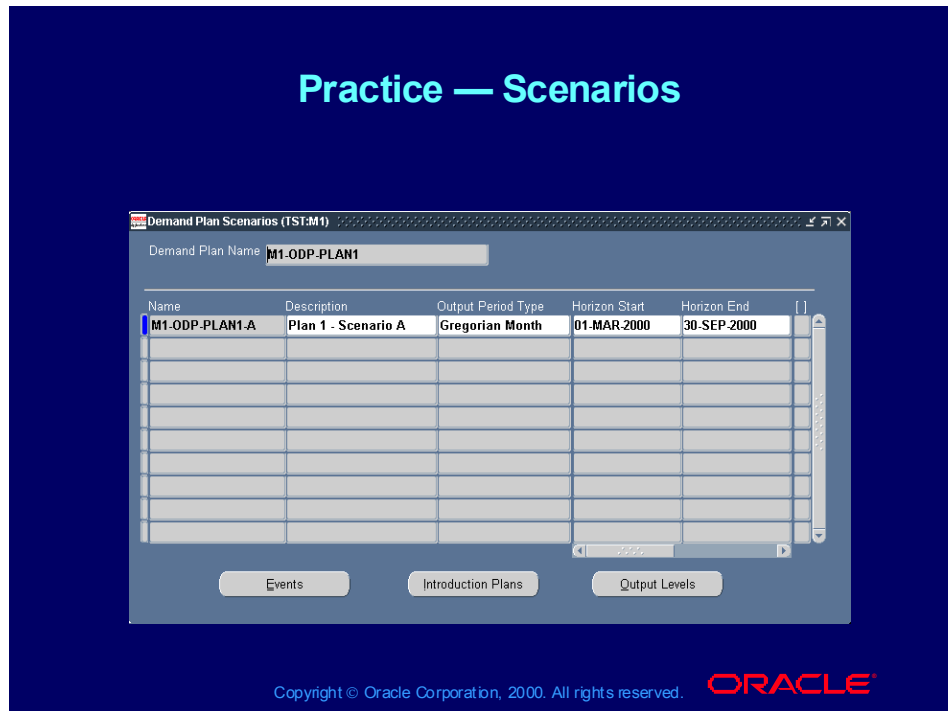 Practice — Scenarios
Demand Plan Scenarios (TST:M1)
Demand Plan Name M1-ODP-PLAN1
Name Description Output Period Type Horizon Start Horizon End [ ]
M1-ODP-PLAN1-A Plan 1 - Scenario A Gregorian Month 01-MAR-2000 30-SEP-2000
Events Introduction Plans Output Levels
Copyright © Oracle Corporation, 2000. All rights reserved. ORACLE